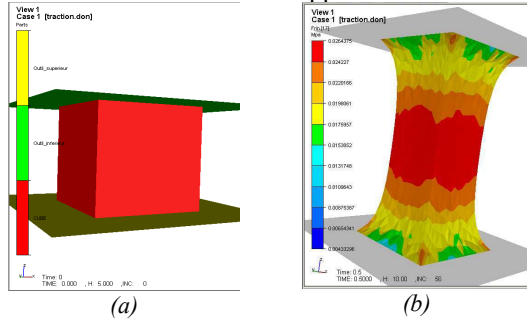 View 1
Case 1 [traction.don]
Parts
Outil_superieur
Outil_inferieur
CUBE
Time: 0
TIME: 0.000 , H: 5.000 , INC: 0
(a)
View 1
Case 1 [traction.don]
Mpa
0.0264375
0.024227
0.0220166
0.0198061
0.0175957
0.0153852
0.0131748
0.0109643
0.00875387
0.00654341
0.00433296
Time: 0.5
TIME: 0.5000 , H: 10.00 , INC: 50
(b)